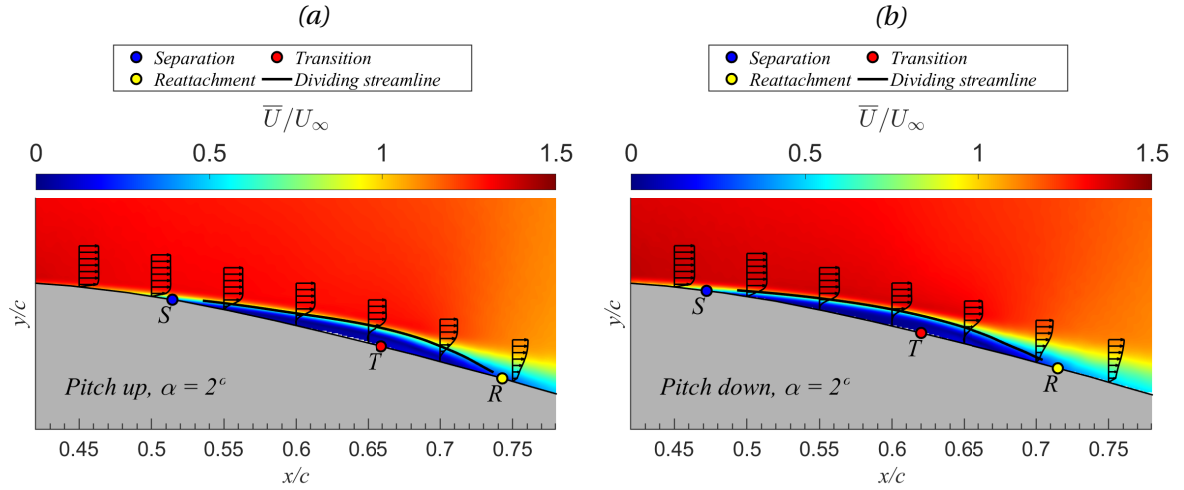 (a)
Separation Transition
Reattachment Dividing streamline
U̅/U∞
0 0.5 1 1.5
y/c
S
T
R
Pitch up, α = 2°
0.45 0.5 0.55 0.6 0.65 0.7 0.75
x/c
(b)
Separation Transition
Reattachment Dividing streamline
U̅/U∞
0 0.5 1 1.5
y/c
S
T
R
Pitch down, α = 2°
0.45 0.5 0.55 0.6 0.65 0.7 0.75
x/c